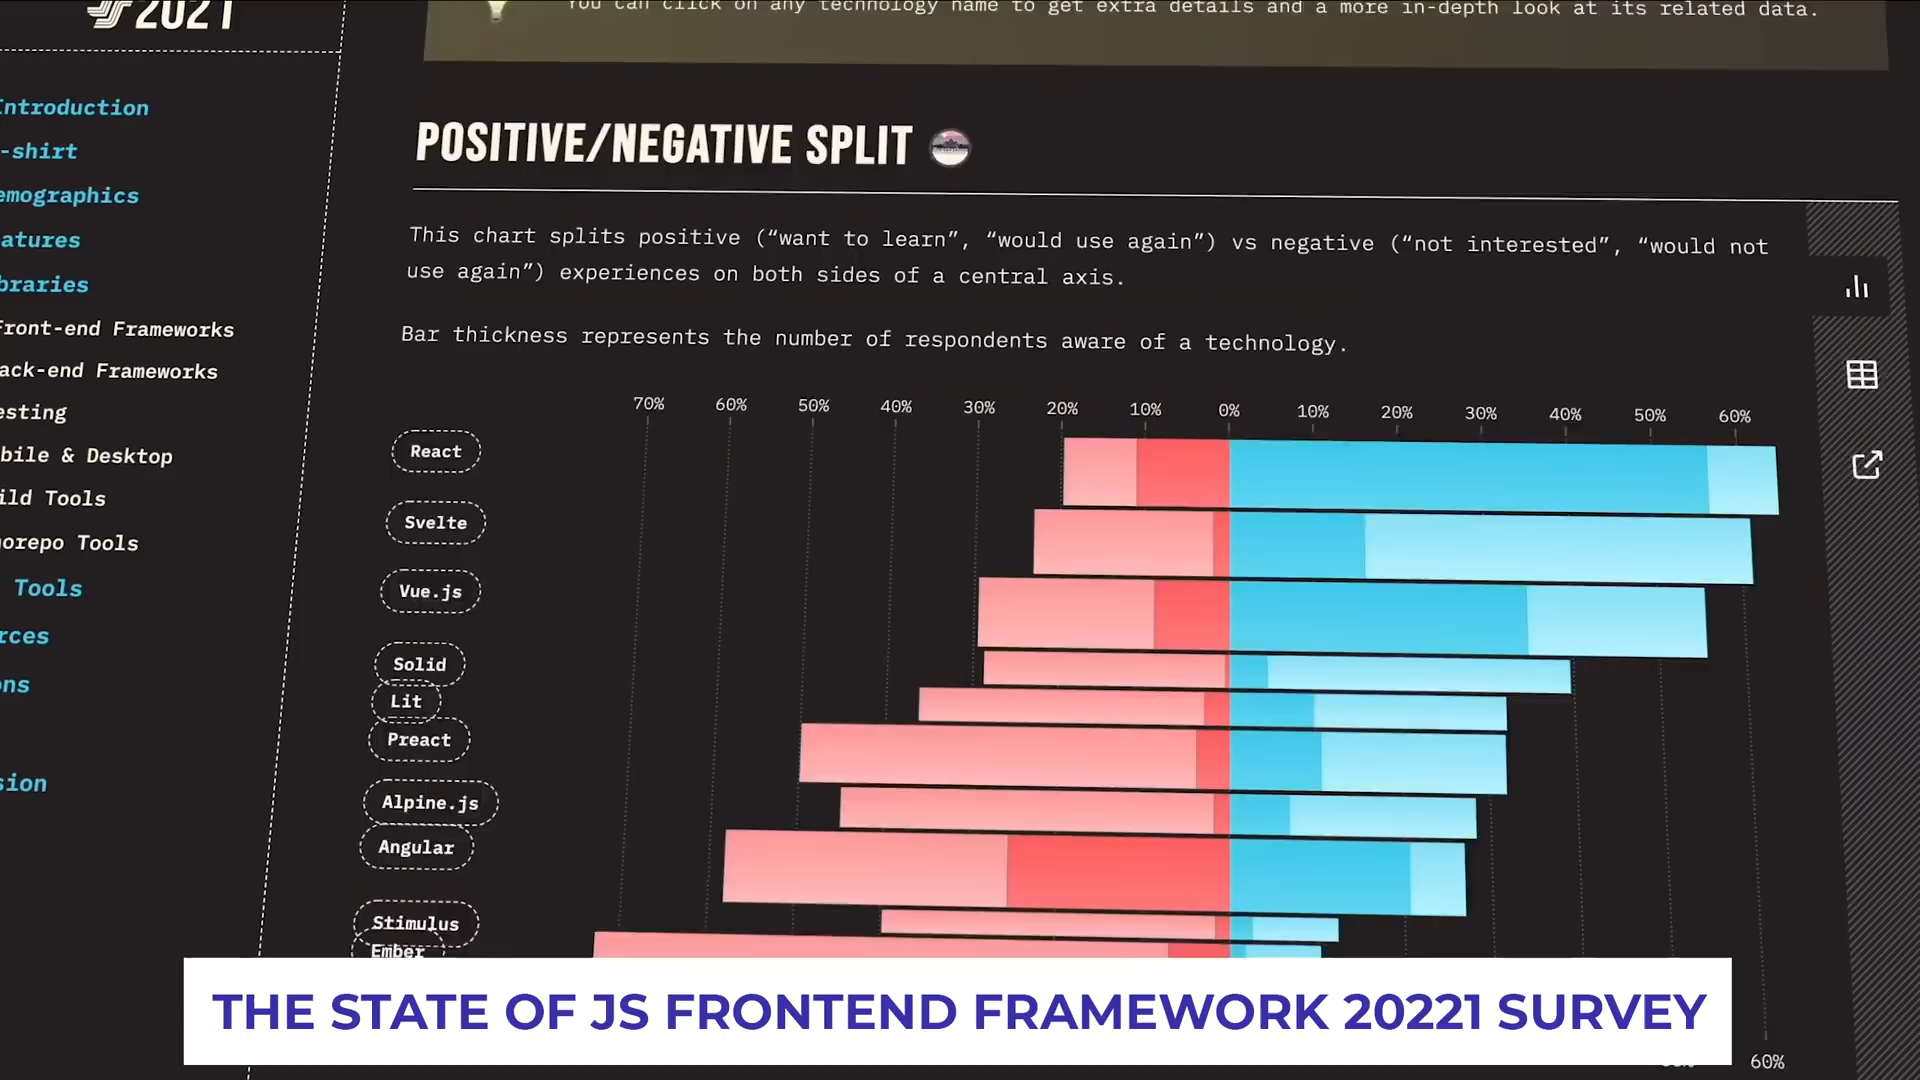 2021
You can click on any technology name to get extra details and a more in-depth look at its related data.
Introduction
-shirt
emographics
atures
braries
Front-end Frameworks
ack-end Frameworks
esting
bile & Desktop
ild Tools
norepo Tools
Tools
rces
ons
sion
POSITIVE/NEGATIVE SPLIT
This chart splits positive (“want to learn”, “would use again”) vs negative (“not interested”, “would not
use again”) experiences on both sides of a central axis.
Bar thickness represents the number of respondents aware of a technology.
70% 60% 50% 40% 30% 20% 10% 0% 10% 20% 30% 40% 50% 60%
React
Svelte
Vue.js
Solid
Lit
Preact
Alpine.js
Angular
Stimulus
Ember
THE STATE OF JS FRONTEND FRAMEWORK 20221 SURVEY
60%